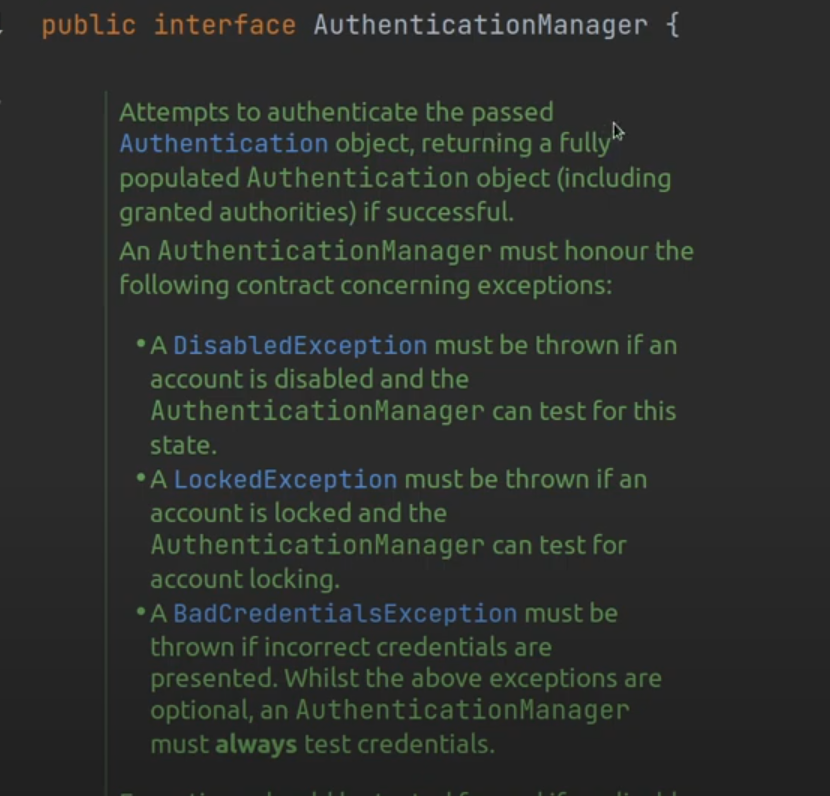 public interface AuthenticationManager {
Attempts to authenticate the passed
Authentication object, returning a fully
populated Authentication object (including
granted authorities) if successful.
An AuthenticationManager must honour the
following contract concerning exceptions:
• A DisabledException must be thrown if an
account is disabled and the
AuthenticationManager can test for this
state.
• A LockedException must be thrown if an
account is locked and the
AuthenticationManager can test for
account locking.
• A BadCredentialsException must be
thrown if incorrect credentials are
presented. Whilst the above exceptions are
optional, an AuthenticationManager
must always test credentials.